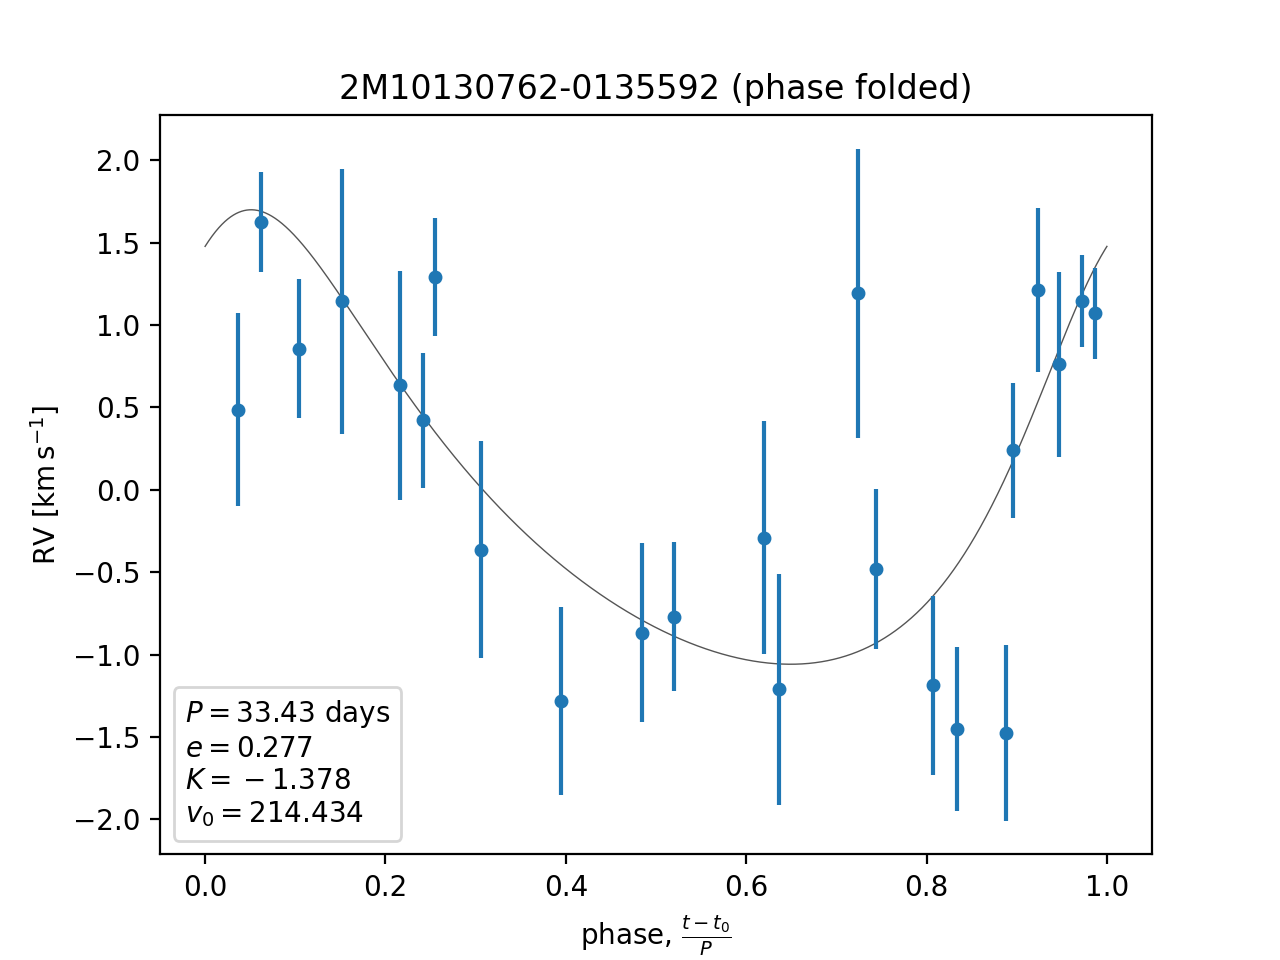 2M10130762-0135592 (phase folded)
2.0
1.5
1.0
0.5
0.0
−0.5
−1.0
−1.5
−2.0
RV [km s⁻¹]
P = 33.43 days
e = 0.277
K = −1.378
v₀ = 214.434
0.0 0.2 0.4 0.6 0.8 1.0
phase, (t − t₀)/P